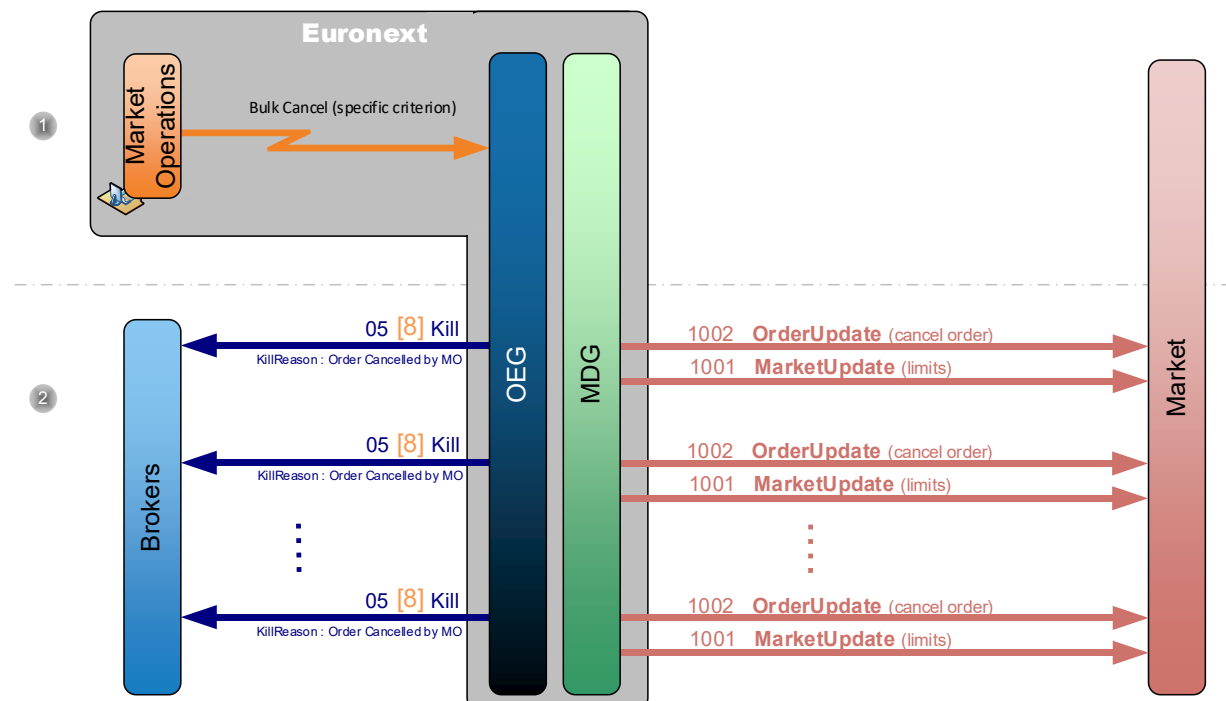 Euronext
Market Operations
1
Bulk Cancel (specific criterion)
OEG
MDG
Market
Brokers
2
05 [8] Kill
KillReason : Order Cancelled by MO
1002 OrderUpdate (cancel order)
1001 MarketUpdate (limits)
05 [8] Kill
KillReason : Order Cancelled by MO
1002 OrderUpdate (cancel order)
1001 MarketUpdate (limits)
05 [8] Kill
KillReason : Order Cancelled by MO
1002 OrderUpdate (cancel order)
1001 MarketUpdate (limits)